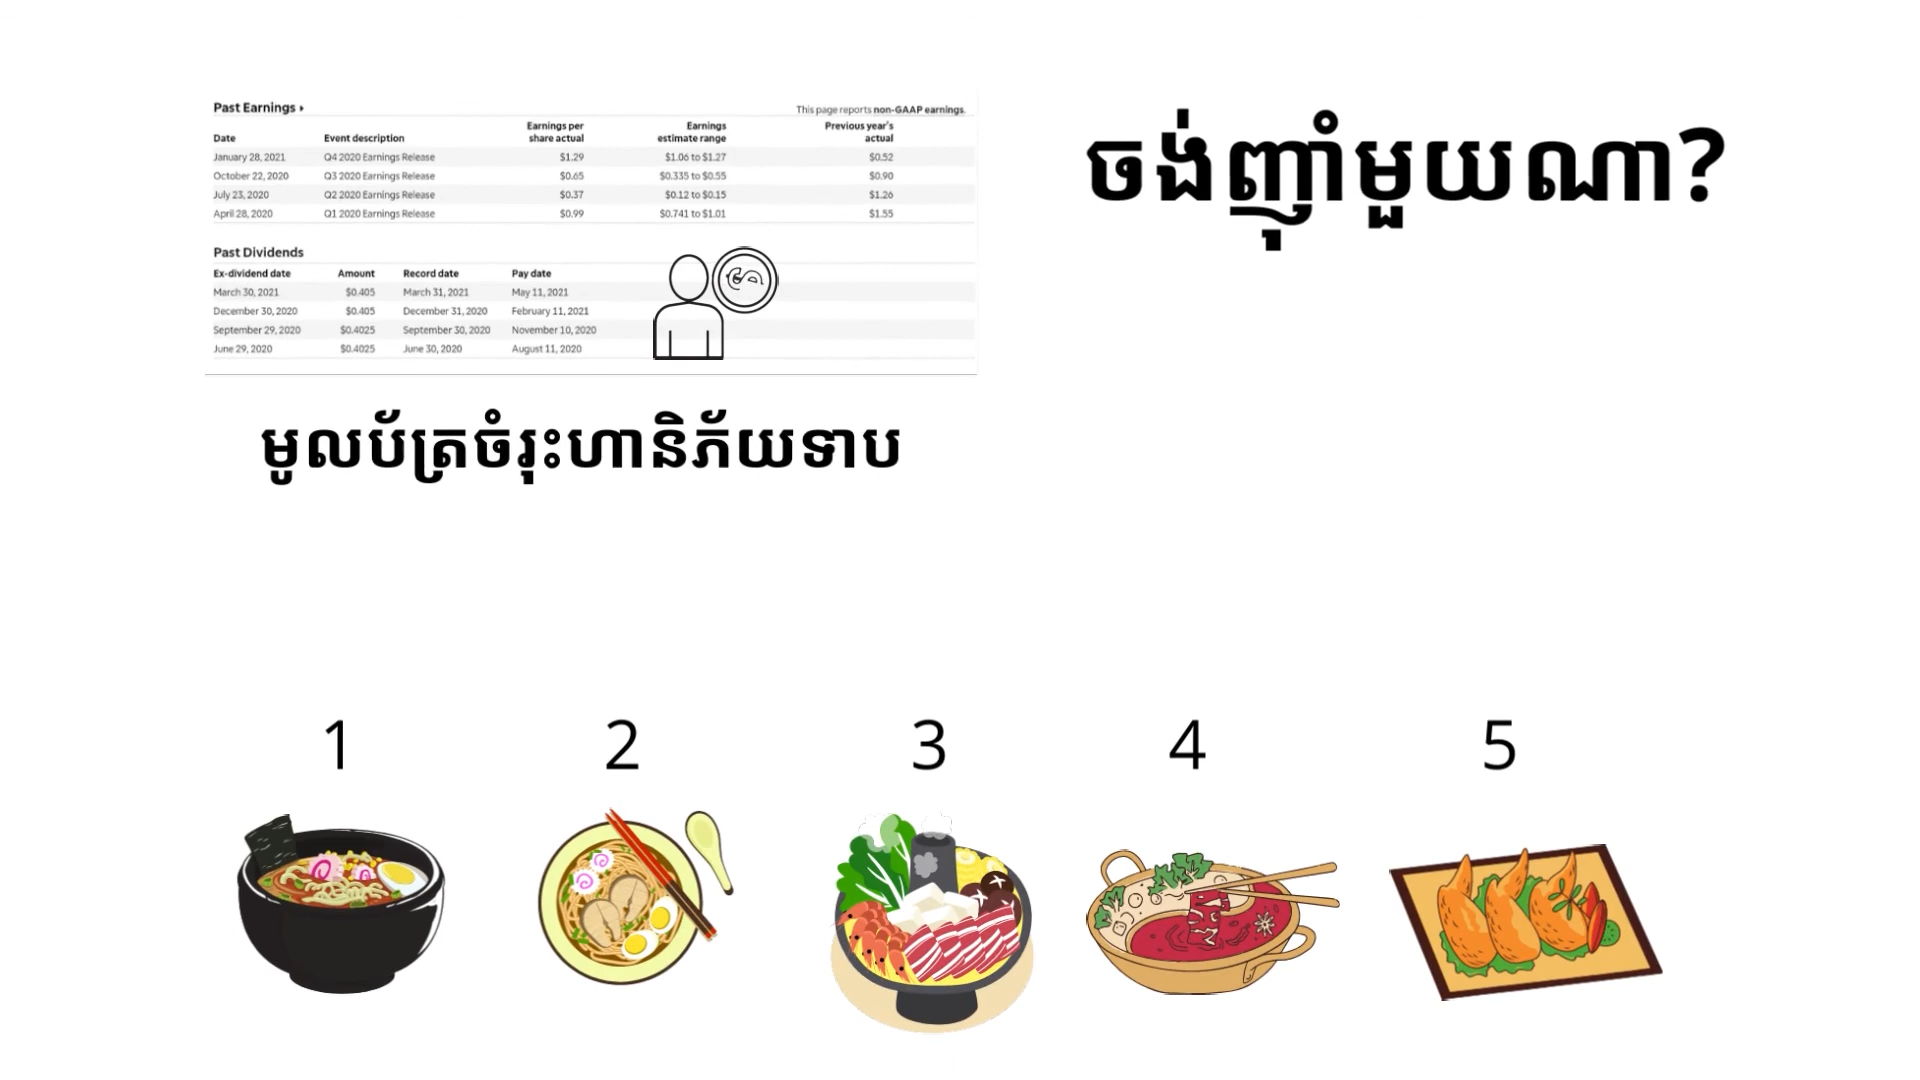 Past Earnings
This page reports non-GAAP earnings.
Date Event description Earnings per share actual Earnings estimate range Previous year's actual
January 28, 2021 Q4 2020 Earnings Release $1.29 $1.06 to $1.27 $0.52
October 22, 2020 Q3 2020 Earnings Release $0.65 $0.335 to $0.55 $0.90
July 23, 2020 Q2 2020 Earnings Release $0.37 $0.12 to $0.15 $1.26
April 28, 2020 Q1 2020 Earnings Release $0.99 $0.741 to $1.01 $1.55
Past Dividends
Ex-dividend date Amount Record date Pay date
March 30, 2021 $0.405 March 31, 2021 May 11, 2021
December 30, 2020 $0.405 December 31, 2020 February 11, 2021
September 29, 2020 $0.4025 September 30, 2020 November 10, 2020
June 29, 2020 $0.4025 June 30, 2020 August 11, 2020
មូលប័ត្រចំរុះហានិភ័យទាប
ចង់ញ៉ាំមួយណា?
1 2 3 4 5